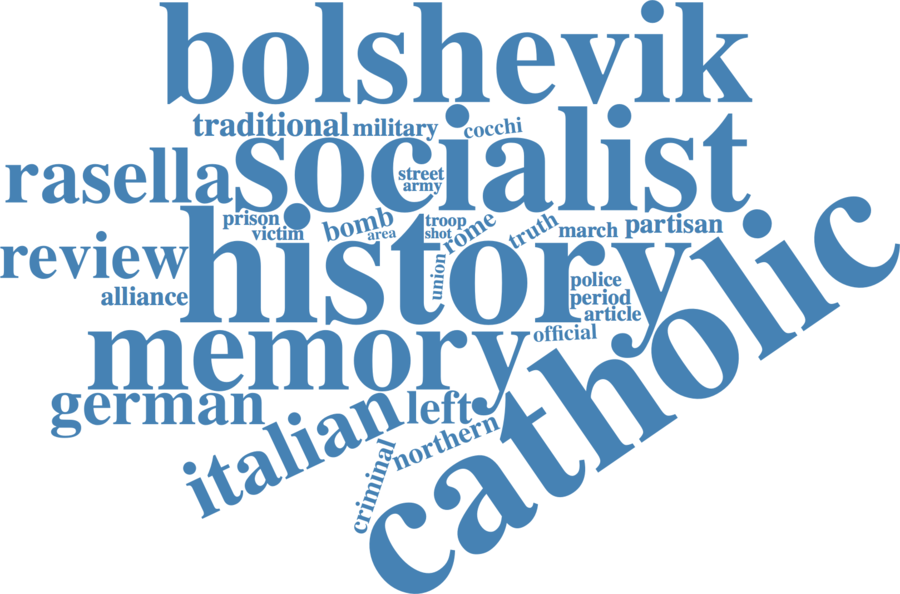 bolshevik
traditional
military
cocchi
socialist
rasella
street
army
prison
victim
bomb
area
troop
shot
rome
truth
march
partisan
history
review
alliance
union
police
period
article
official
memory
catholic
german
italian
left
northern
criminal